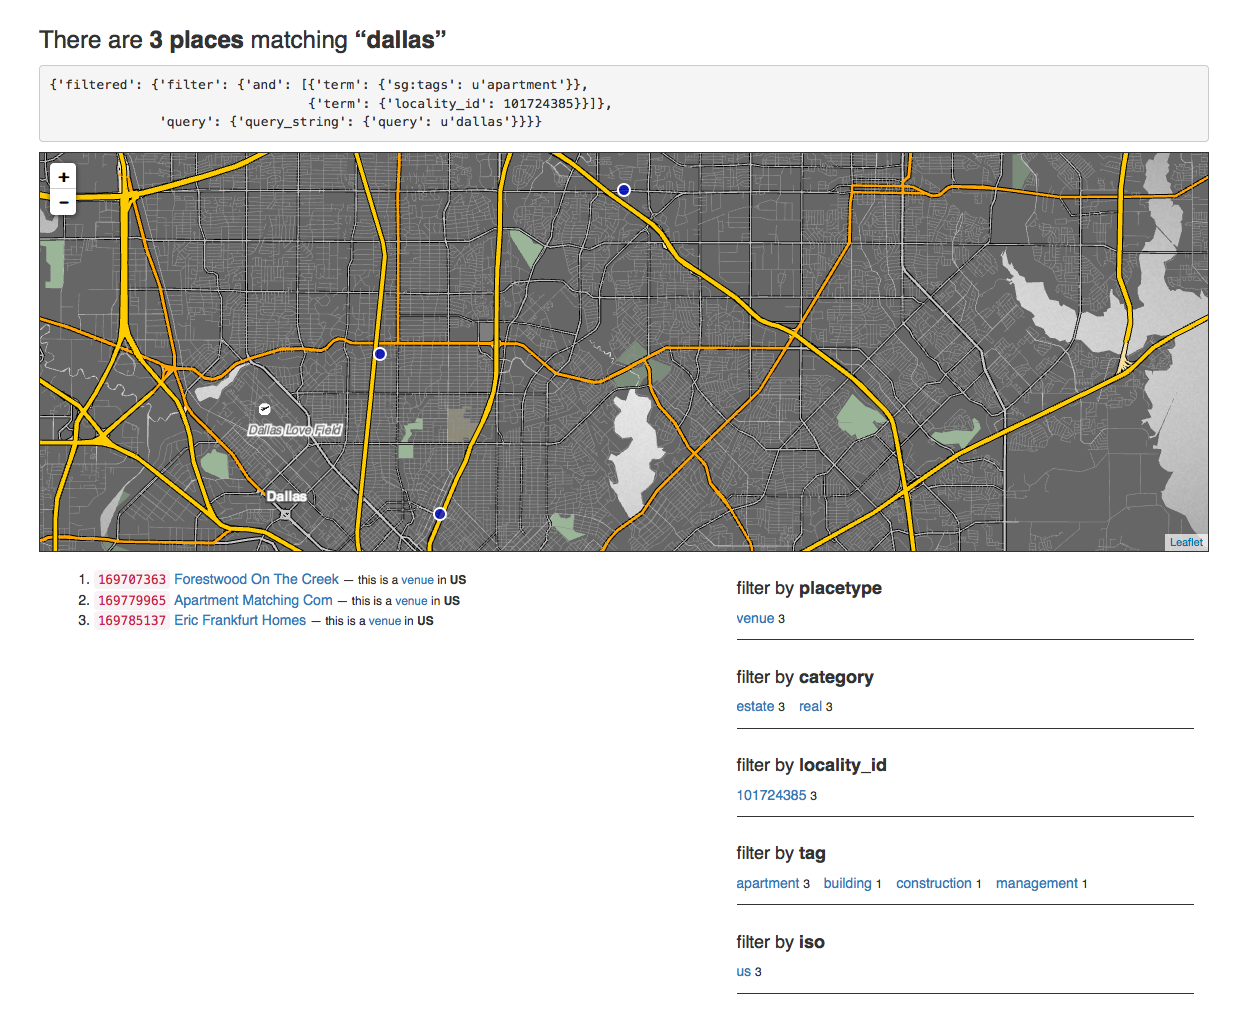 There are 3 places matching “dallas”
{'filtered': {'filter': {'and': [{'term': {'sg:tags': u'apartment'}},
{'term': {'locality_id': 101724385}}]},
'query': {'query_string': {'query': u'dallas'}}}}
+
−
Dallas Love Field
Dallas
Leaflet
1. 169707363 Forestwood On The Creek — this is a venue in US
2. 169779965 Apartment Matching Com — this is a venue in US
3. 169785137 Eric Frankfurt Homes — this is a venue in US
filter by placetype
venue 3
filter by category
estate 3 real 3
filter by locality_id
101724385 3
filter by tag
apartment 3 building 1 construction 1 management 1
filter by iso
us 3